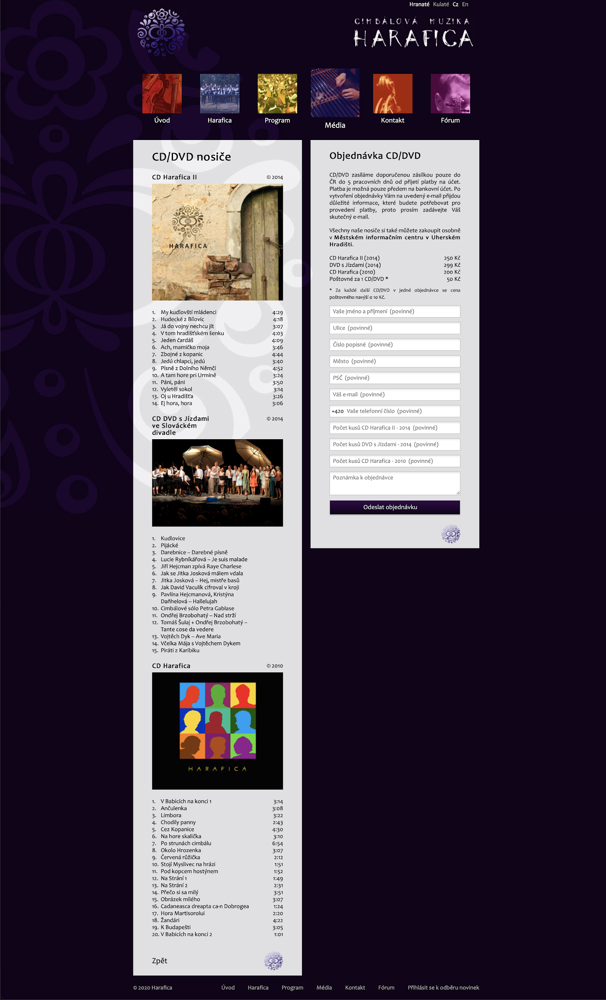 Hranaté Kulaté Cz En
CIMBÁLOVÁ MUZIKA
HARAFICA
Úvod
Harafica
Program
Média
Kontakt
Fórum
CD/DVD nosiče
CD Harafica II © 2014
HARAFICA
1. My kudlovští mládenci 4:29
2. Hudecké z Bílovic 4:18
3. Já do vojny nechcu jít 3:07
4. V tom hradišťském šenku 4:03
5. Jeden čardáš 4:09
6. Ach, mamičko moja 3:46
7. Zbojné z kopanic 4:44
8. Jedú chlapci, jedú 3:40
9. Písně z Dolního Němčí 4:52
10. A tam hore pri Urmíně 3:24
11. Páni, páni 3:50
12. Vyletěl sokol 3:14
13. Oj u Hradišťa 3:26
14. Ej hora, hora 3:06
CD DVD s Jízdami © 2014
ve Slováckém
divadle
1. Kudlovice
2. Pijácké
3. Darebnice – Darebné písně
4. Lucie Rybníkářová – Je suis malade
5. Jiří Hejcman zpívá Raye Charlese
6. Jak se Jitka Josková málem vdala
7. Jitka Josková – Hej, mistře basů
8. Jak David Vaculík cifroval v kroji
9. Pavlína Hejcmanová, Kristýna
Daňhelová – Hallelujah
10. Cimbálové sólo Petra Gablase
11. Ondřej Brzobohatý – Nad strží
12. Tomáš Šulaj + Ondřej Brzobohatý –
Tante cose da vedere
13. Vojtěch Dyk – Ave Maria
14. Včelka Mája s Vojtěchem Dykem
15. Piráti z Karibiku
CD Harafica © 2010
HARAFICA
1. V Babicích na konci 1 3:14
2. Ančulenka 3:08
3. Limbora 3:22
4. Chodily panny 2:43
5. Cez Kopanice 4:30
6. Na hore skalička 3:10
7. Po strunách cimbálu 6:54
8. Okolo Hrozenka 3:07
9. Červená růžička 2:12
10. Stojí Myslivec na hrázi 1:51
11. Pod kopcem hostýnem 1:52
12. Na Strání 1 1:49
13. Na Strání 2 2:31
14. Přečo si sa milý 3:51
15. Obrázek milého 3:07
16. Cadaneasca dreapta ca-n Dobrogea 1:24
17. Hora Martisorolui 2:20
18. Žandári 4:22
19. K Budapešti 3:05
20. V Babicích na konci 2 1:01
Zpět
Objednávka CD/DVD
CD/DVD zasíláme doporučenou zásilkou pouze do
ČR do 5 pracovních dnů od přijetí platby na účet.
Platba je možná pouze předem na bankovní účet. Po
vytvoření objednávky Vám na uvedený e-mail přijdou
důležité informace, které budete potřebovat pro
provedení platby, proto prosím zadávejte Váš
skutečný e-mail.
Všechny naše nosiče si také můžete zakoupit osobně
v Městském informačním centru v Uherském
Hradišti.
CD Harafica II (2014) 250 Kč
DVD s Jízdami (2014) 299 Kč
CD Harafica (2010) 200 Kč
Poštovné za 1 CD/DVD * 50 Kč
* Za každé další CD/DVD v jedné objednávce se cena
poštovného navýší o 10 Kč.
Vaše jméno a příjmení (povinné)
Ulice (povinné)
Číslo popisné (povinné)
Město (povinné)
PSČ (povinné)
Váš e-mail (povinné)
+420 Vaše telefonní číslo (povinné)
Počet kusů CD Harafica II - 2014 (povinné)
Počet kusů DVD s Jízdami - 2014 (povinné)
Počet kusů CD Harafica - 2010 (povinné)
Poznámka k objednávce
Odeslat objednávku
© 2020 Harafica Úvod Harafica Program Média Kontakt Fórum Přihlásit se k odběru novinek